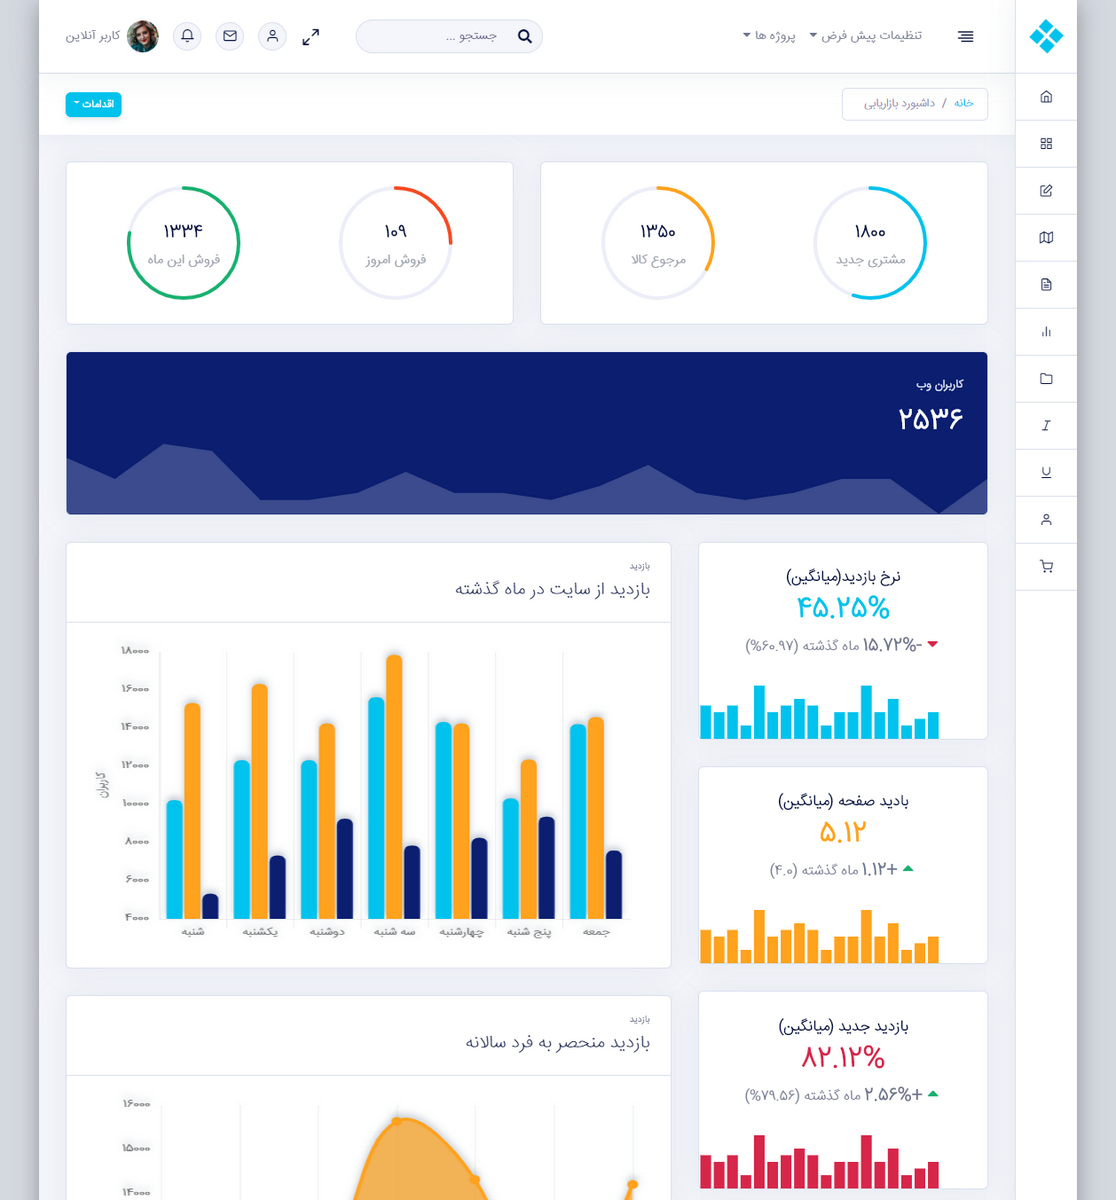 تنظیمات پیش فرض
پروژه ها
جستجو ...
کاربر آنلاین
خانه / داشبورد بازاریابی
اقدامات
۱۸۰۰
مشتری جدید
۱۳۵۰
مرجوع کالا
۱۰۹
فروش امروز
۱۳۳۴
فروش این ماه
کاربران وب
۲۵۳۶
نرخ بازدید(میانگین)
۴۵.۲۵%
-۱۵.۷۲% ماه گذشته (۶۰.۹۷%)
بادید صفحه (میانگین)
۵.۱۲
+۱.۱۲ ماه گذشته (۴.۰)
بازدید جدید (میانگین)
۸۲.۱۲%
+۲.۵۶% ماه گذشته (۷۹.۵۶%)
بازدید
بازدید از سایت در ماه گذشته
۱۸۰۰۰
۱۶۰۰۰
۱۴۰۰۰
۱۲۰۰۰
۱۰۰۰۰
۸۰۰۰
۶۰۰۰
۴۰۰۰
کاربران
شنبه
یکشنبه
دوشنبه
سه شنبه
چهارشنبه
پنج شنبه
جمعه
بازدید
بازدید منحصر به فرد سالانه
۱۶۰۰۰
۱۵۰۰۰
۱۴۰۰۰